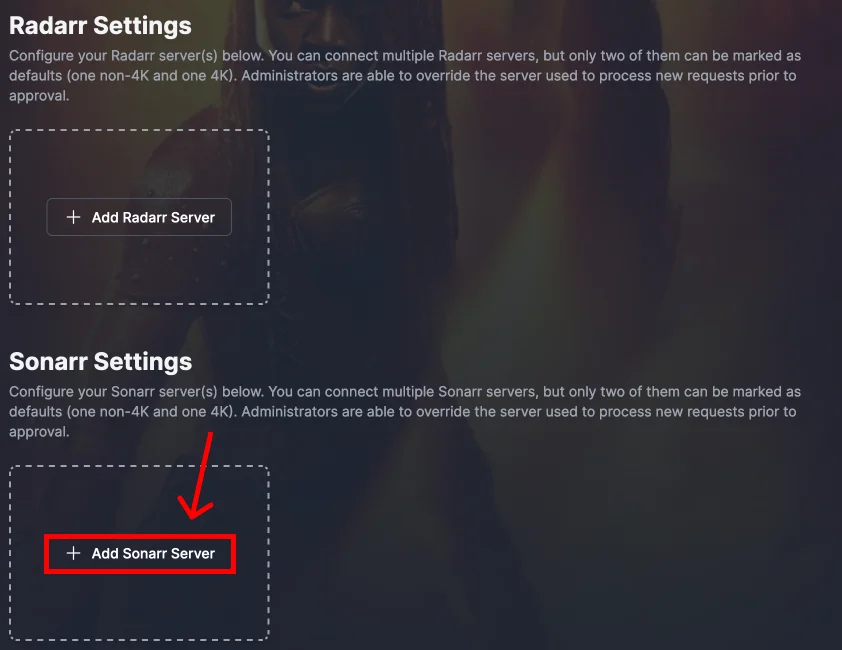 Radarr Settings
Configure your Radarr server(s) below. You can connect multiple Radarr servers, but only two of them can be marked as
defaults (one non-4K and one 4K). Administrators are able to override the server used to process new requests prior to
approval.
+ Add Radarr Server
Sonarr Settings
Configure your Sonarr server(s) below. You can connect multiple Sonarr servers, but only two of them can be marked as
defaults (one non-4K and one 4K). Administrators are able to override the server used to process new requests prior to
approval.
+ Add Sonarr Server